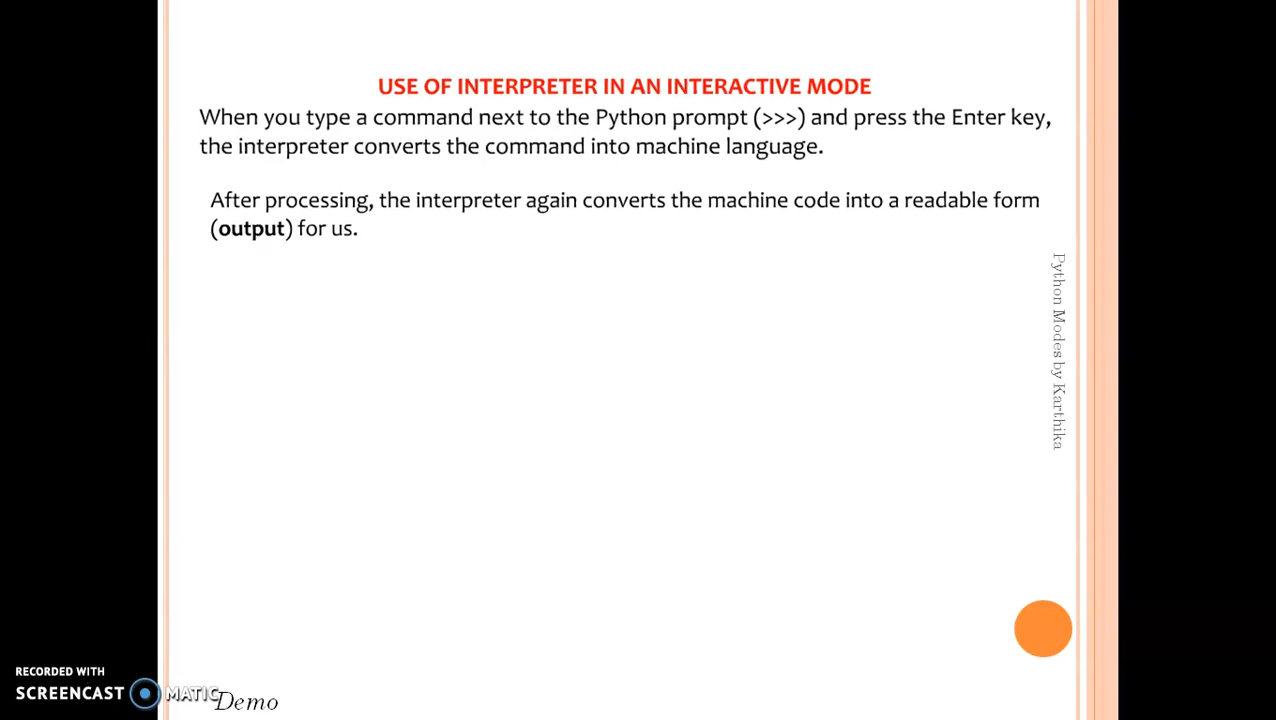 USE OF INTERPRETER IN AN INTERACTIVE MODE
When you type a command next to the Python prompt (>>>) and press the Enter key,
the interpreter converts the command into machine language.
After processing, the interpreter again converts the machine code into a readable form
(output) for us.
Python Modes by Karthika
RECORDED WITH
SCREENCAST MATIC
Demo